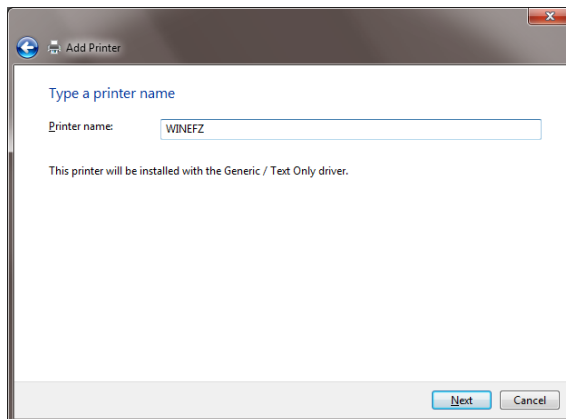 Add Printer
Type a printer name
Printer name: WINEFZ
This printer will be installed with the Generic / Text Only driver.
Next Cancel